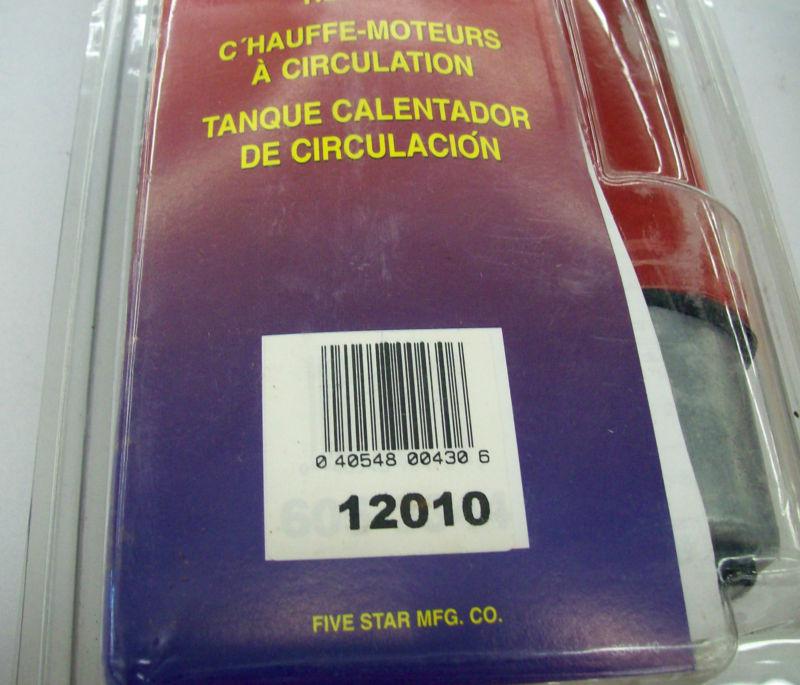 C´HAUFFE-MOTEURS
À CIRCULATION
TANQUE CALENTADOR
DE CIRCULACIÓN
0 40548 00430 6
12010
FIVE STAR MFG. CO.